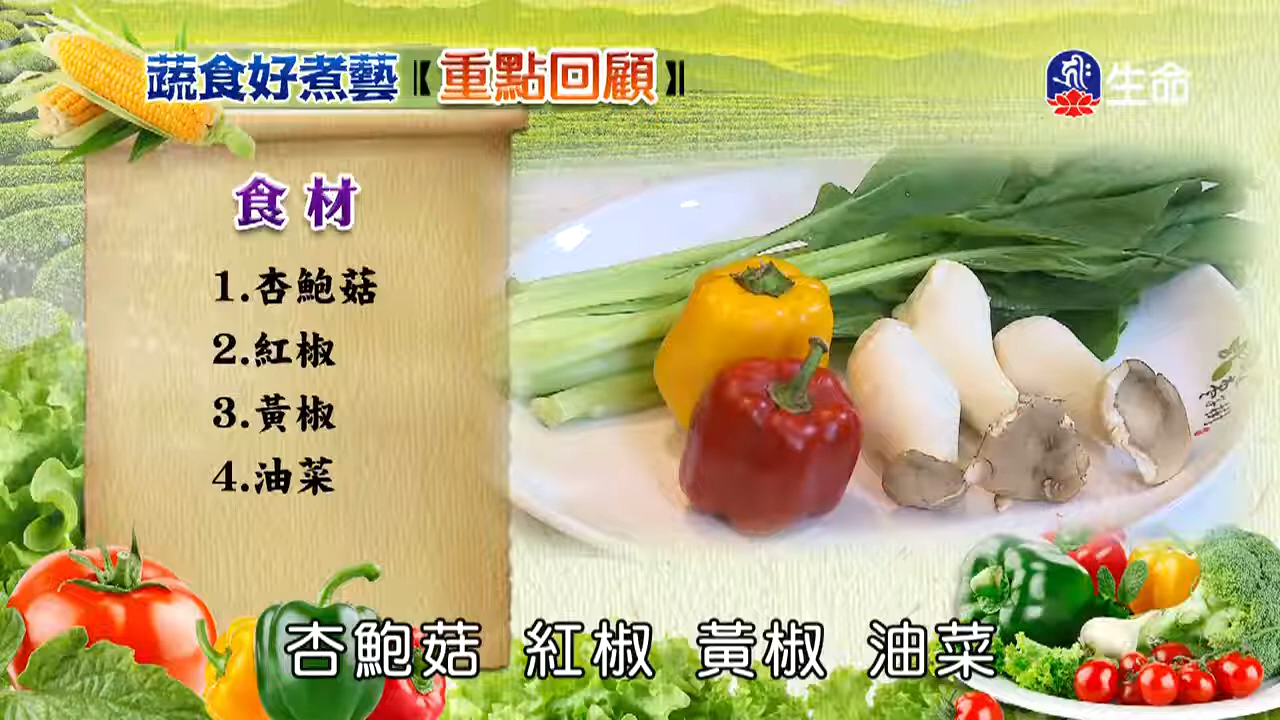 蔬食好煮藝【重點回顧】
生命
食材
1.杏鮑菇
2.紅椒
3.黃椒
4.油菜
杏鮑菇 紅椒 黃椒 油菜